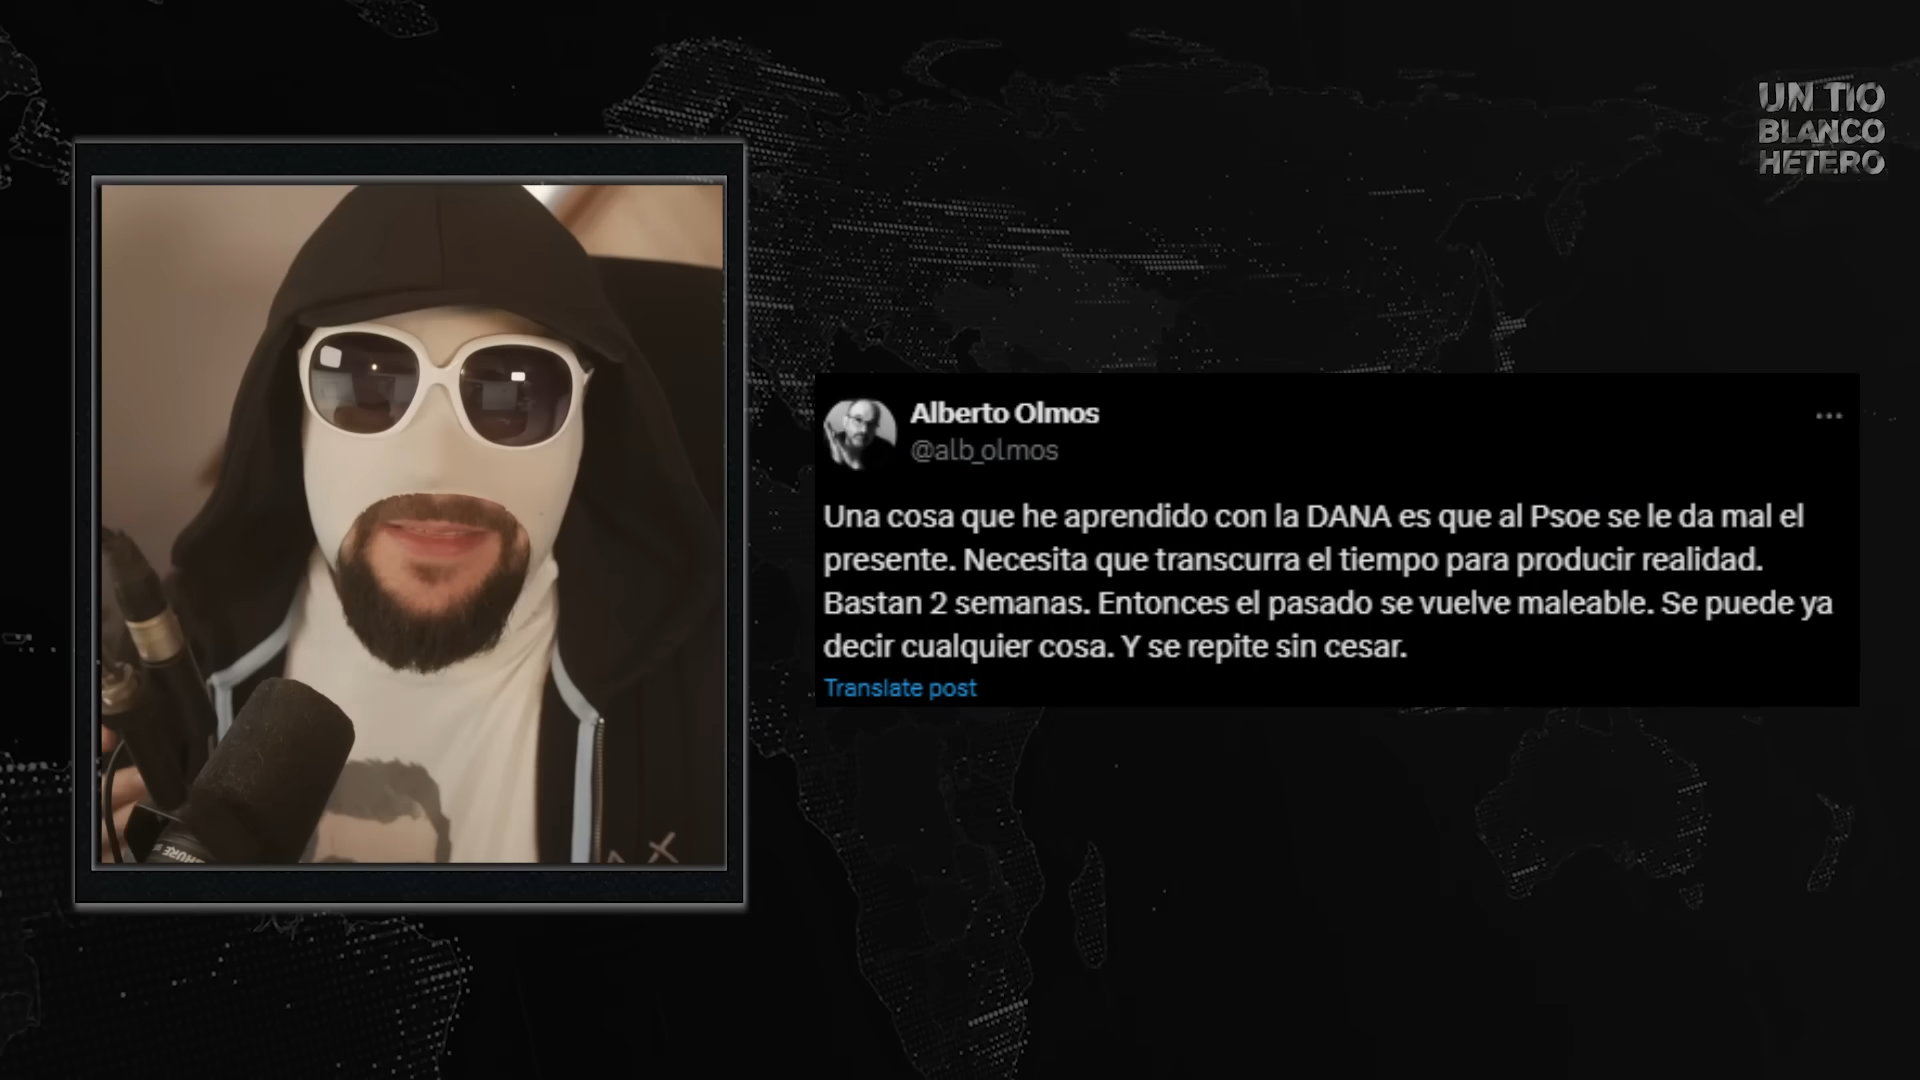 UN TIO
BLANCO
HETERO
Alberto Olmos
@alb_olmos
Una cosa que he aprendido con la DANA es que al Psoe se le da mal el
presente. Necesita que transcurra el tiempo para producir realidad.
Bastan 2 semanas. Entonces el pasado se vuelve maleable. Se puede ya
decir cualquier cosa. Y se repite sin cesar.
Translate post
SHURE